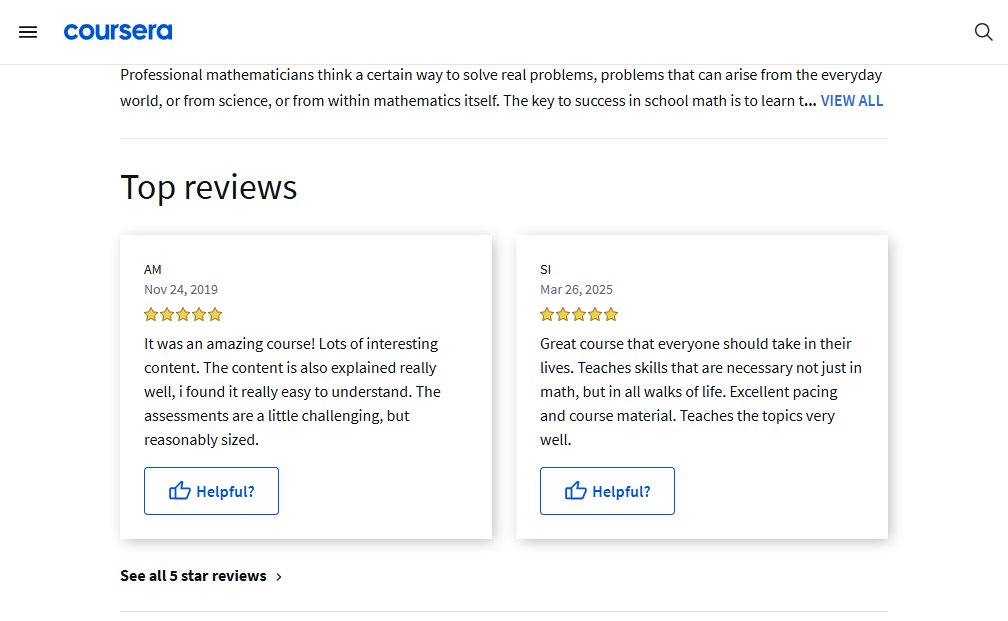 coursera
Professional mathematicians think a certain way to solve real problems, problems that can arise from the everyday
world, or from science, or from within mathematics itself. The key to success in school math is to learn t... VIEW ALL
Top reviews
AM
Nov 24, 2019
It was an amazing course! Lots of interesting
content. The content is also explained really
well, i found it really easy to understand. The
assessments are a little challenging, but
reasonably sized.
Helpful?
SI
Mar 26, 2025
Great course that everyone should take in their
lives. Teaches skills that are necessary not just in
math, but in all walks of life. Excellent pacing
and course material. Teaches the topics very
well.
Helpful?
See all 5 star reviews